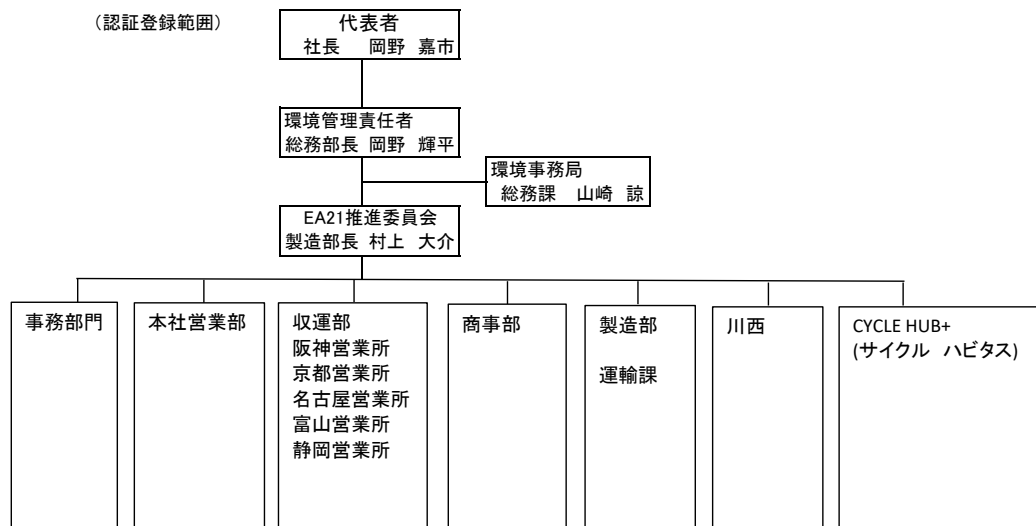 （認証登録範囲）
代表者
社長　岡野　嘉市
環境管理責任者
総務部長 岡野　輝平
環境事務局
総務課　山崎　諒
EA21推進委員会
製造部長 村上　大介
事務部門
本社営業部
収運部
阪神営業所
京都営業所
名古屋営業所
富山営業所
静岡営業所
商事部
製造部
運輸課
川西
CYCLE HUB+
(サイクル　ハビタス)